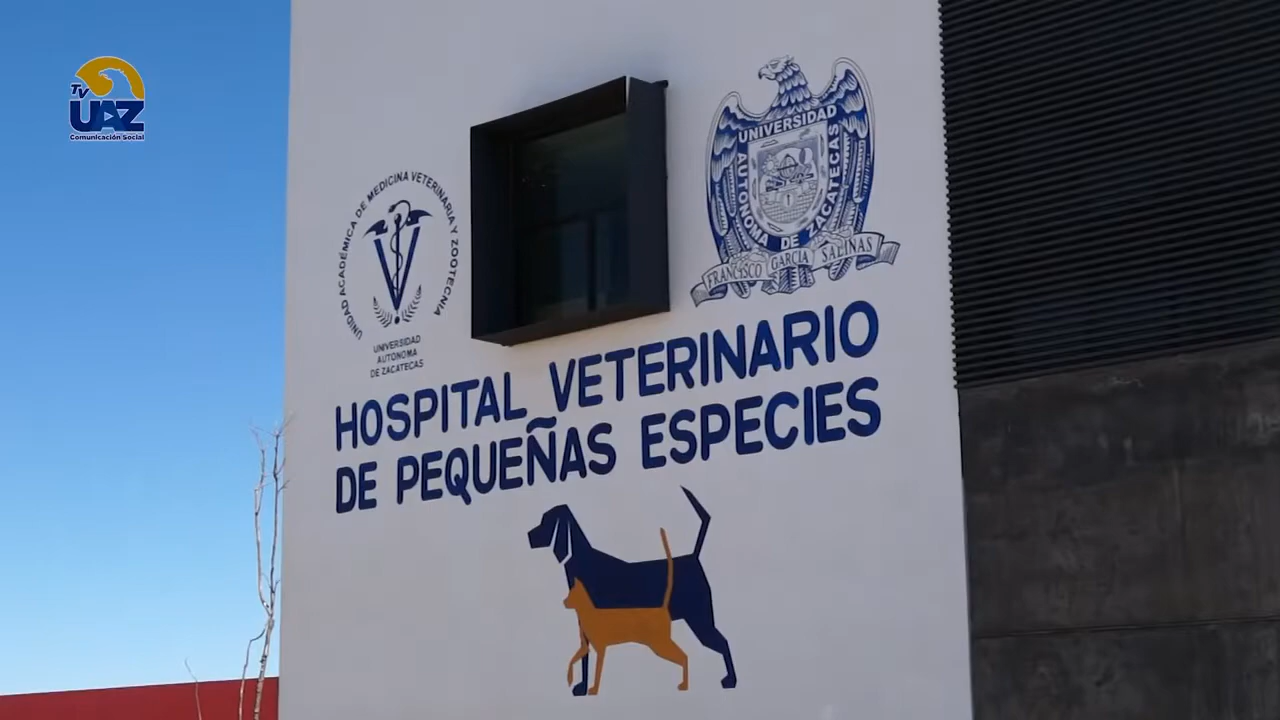 TV
UAZ
Comunicación Social
UNIDAD ACADÉMICA DE MEDICINA VETERINARIA Y ZOOTECNIA
UNIVERSIDAD
AUTONOMA
DE ZACATECAS
UNIVERSIDAD
AUTONOMA DE ZACATECAS
FRANCISCO GARCIA SALINAS
HOSPITAL VETERINARIO
DE PEQUEÑAS ESPECIES